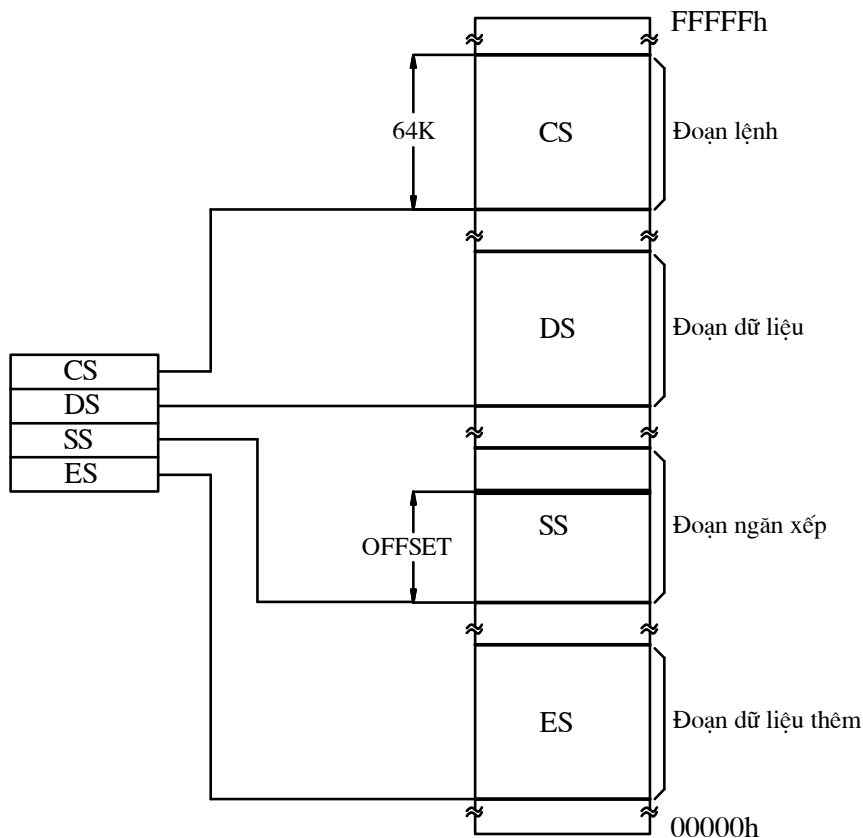 FFFFFh
64K
CS
Đoạn lệnh
DS
Đoạn dữ liệu
CS
DS
SS
ES
OFFSET
SS
Đoạn ngăn xếp
ES
Đoạn dữ liệu thêm
00000h